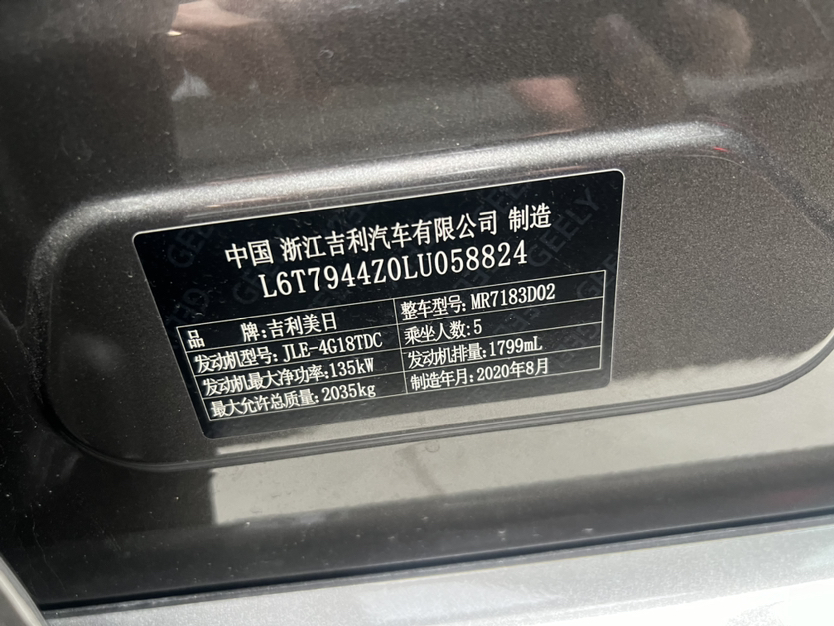 中国 浙江吉利汽车有限公司 制造
L6T7944Z0LU058824
品 牌:吉利美日
整车型号: MR7183D02
发动机型号: JLE-4G18TDC
乘坐人数: 5
发动机最大净功率:135kW
发动机排量:1799mL
最大允许总质量: 2035kg
制造年月: 2020年8月
GEELY